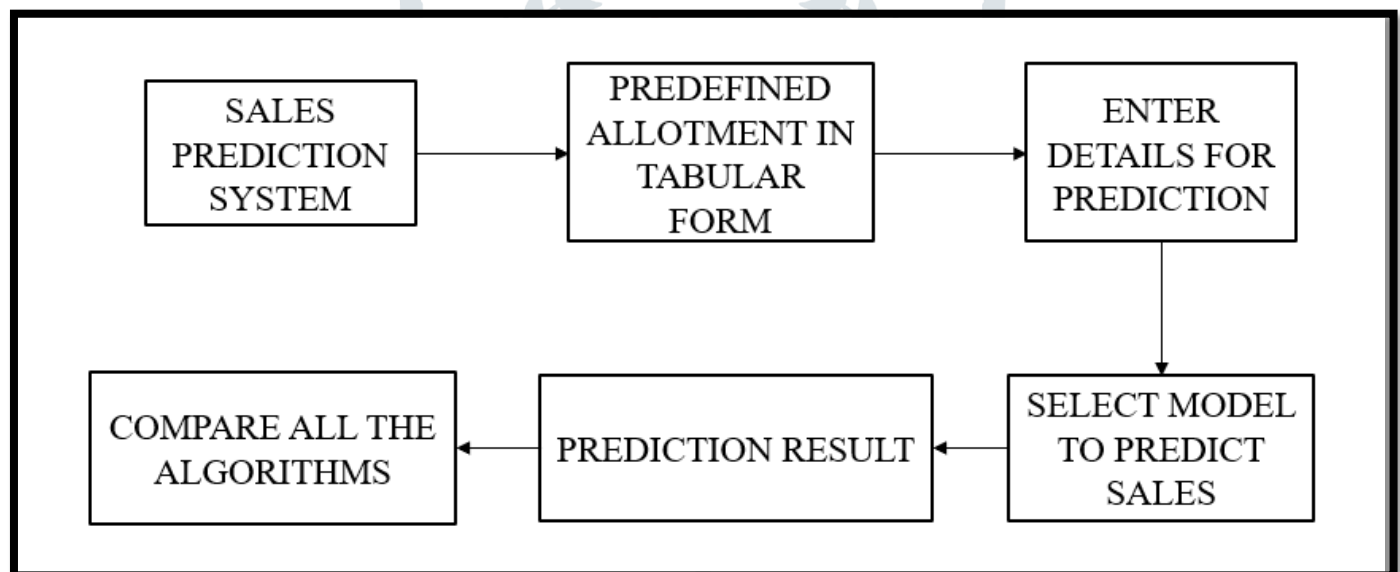 SALES
PREDICTION
SYSTEM
PREDEFINED
ALLOTMENT IN
TABULAR
FORM
ENTER
DETAILS FOR
PREDICTION
SELECT MODEL
TO PREDICT
SALES
PREDICTION RESULT
COMPARE ALL THE
ALGORITHMS